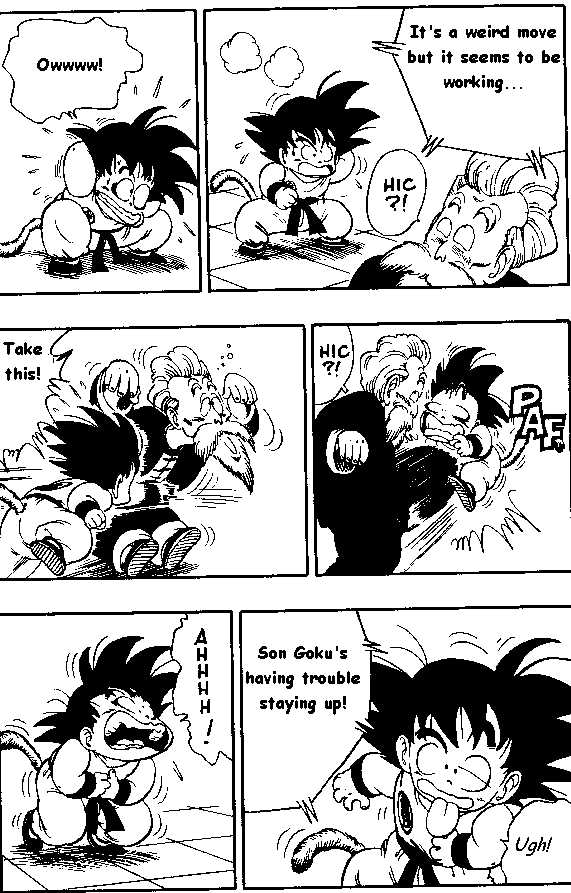 Owwww!
It's a weird move
but it seems to be
working...
HIC
?!
Take
this!
HIC
?!
PAF
AHHHH!
Son Goku's
having trouble
staying up!
Ugh!